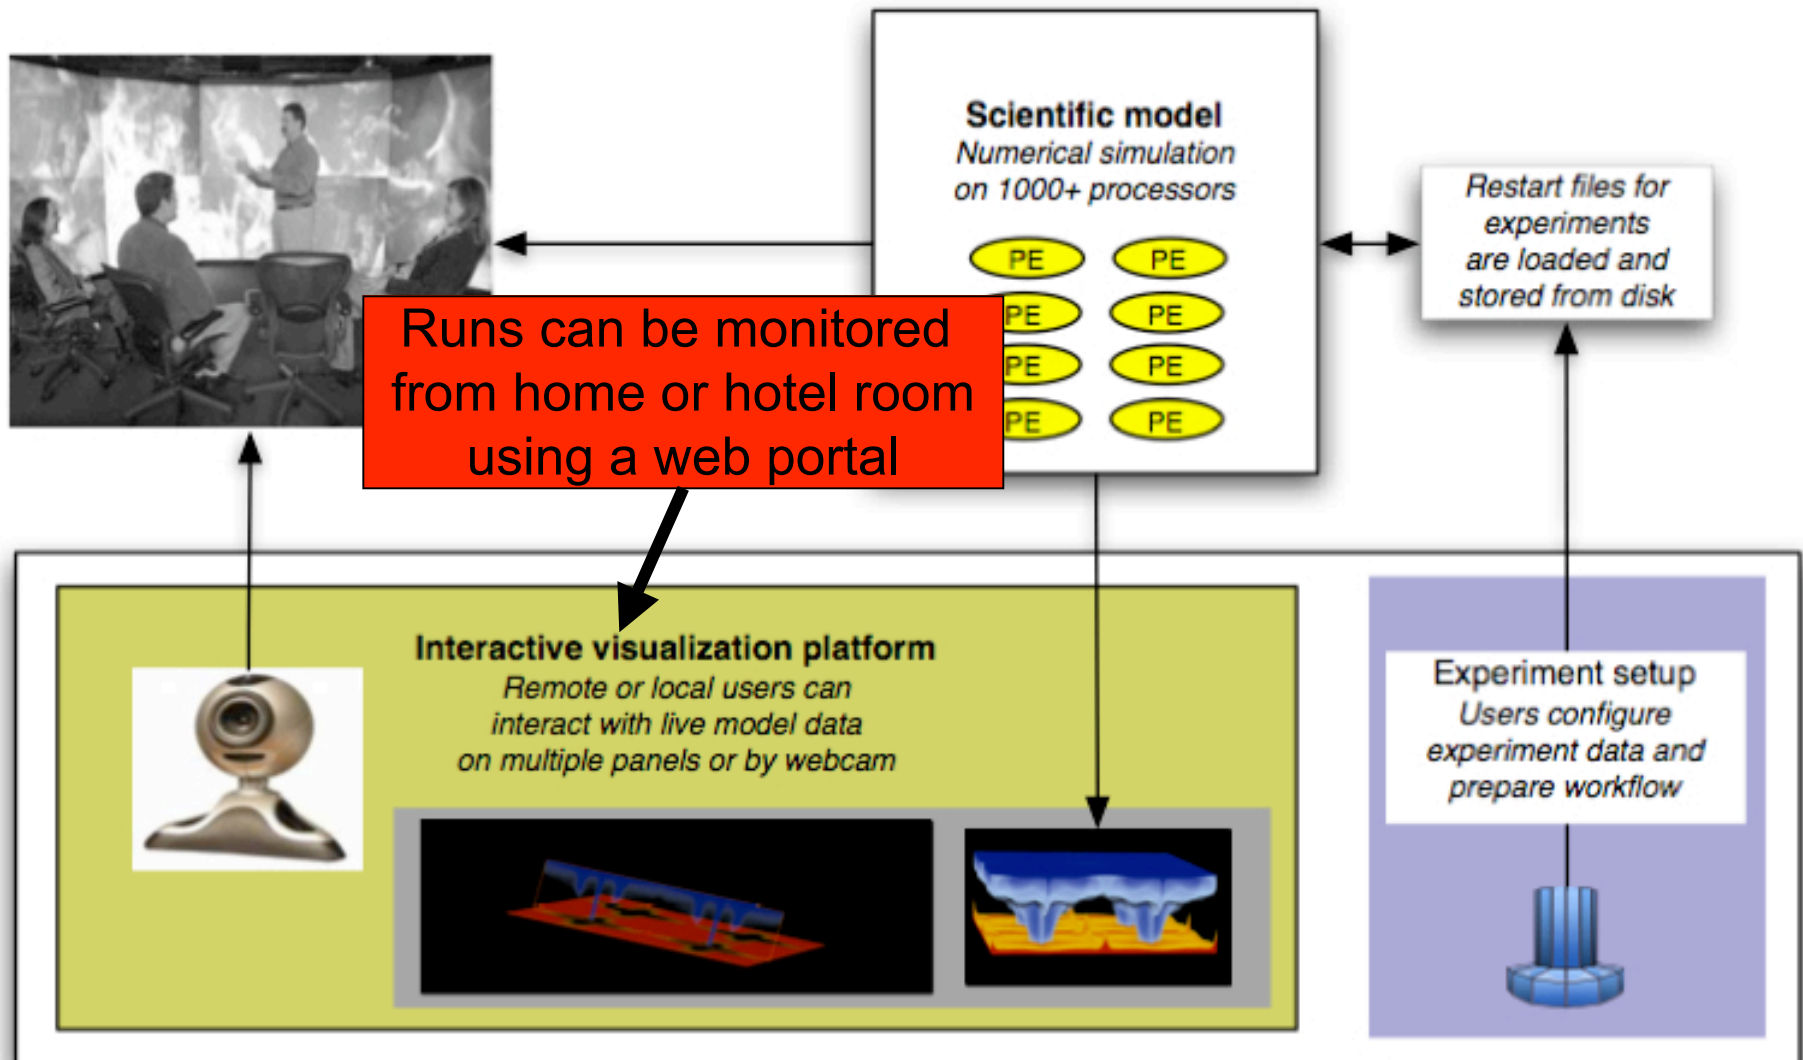 Scientific model
Numerical simulation
on 1000+ processors
PE PE
PE PE
PE PE
PE PE
Restart files for
experiments
are loaded and
stored from disk
Runs can be monitored
from home or hotel room
using a web portal
Interactive visualization platform
Remote or local users can
interact with live model data
on multiple panels or by webcam
Experiment setup
Users configure
experiment data and
prepare workflow